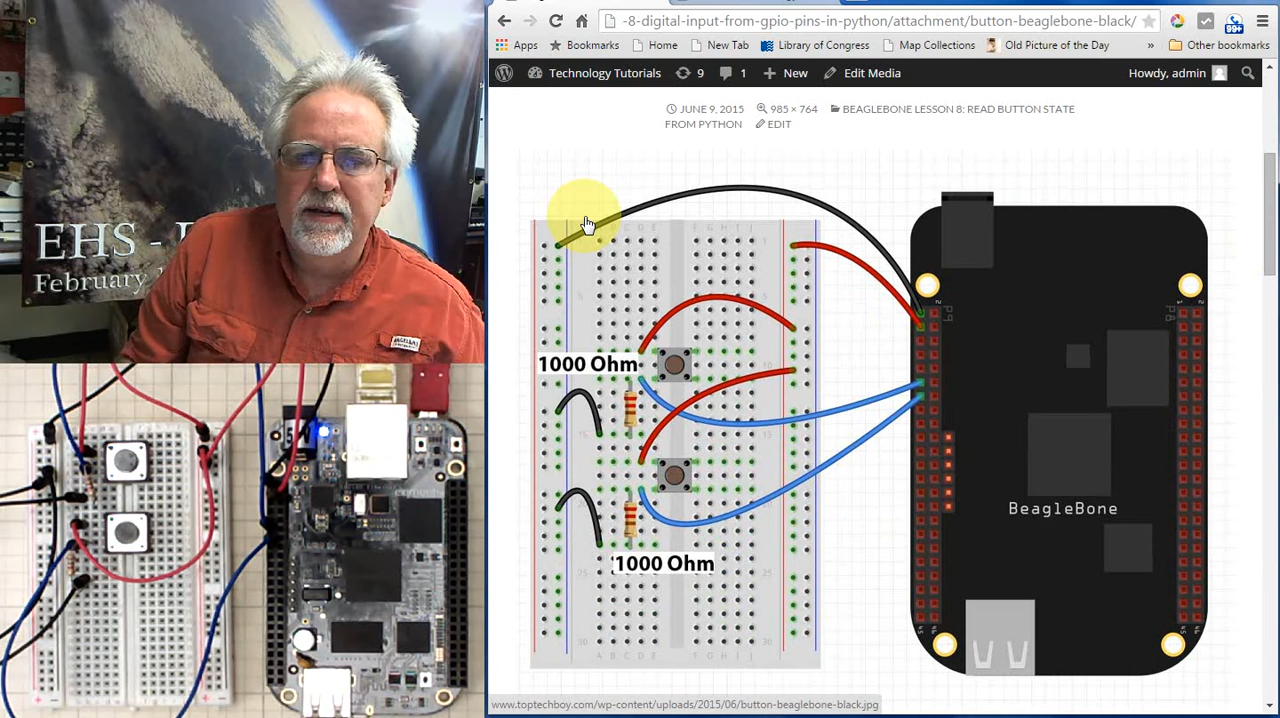 EHS -
February
-8-digital-input-from-gpio-pins-in-python/attachment/button-beaglebone-black/
99+
Apps Bookmarks Home New Tab Library of Congress Map Collections Old Picture of the Day » Other bookmarks
Technology Tutorials 9 1 + New Edit Media Howdy, admin
JUNE 9, 2015 985 × 764 BEAGLEBONE LESSON 8: READ BUTTON STATE
FROM PYTHON EDIT
1000 Ohm
1000 Ohm
BeagleBone
www.toptechboy.com/wp-content/uploads/2015/06/button-beaglebone-black.jpg